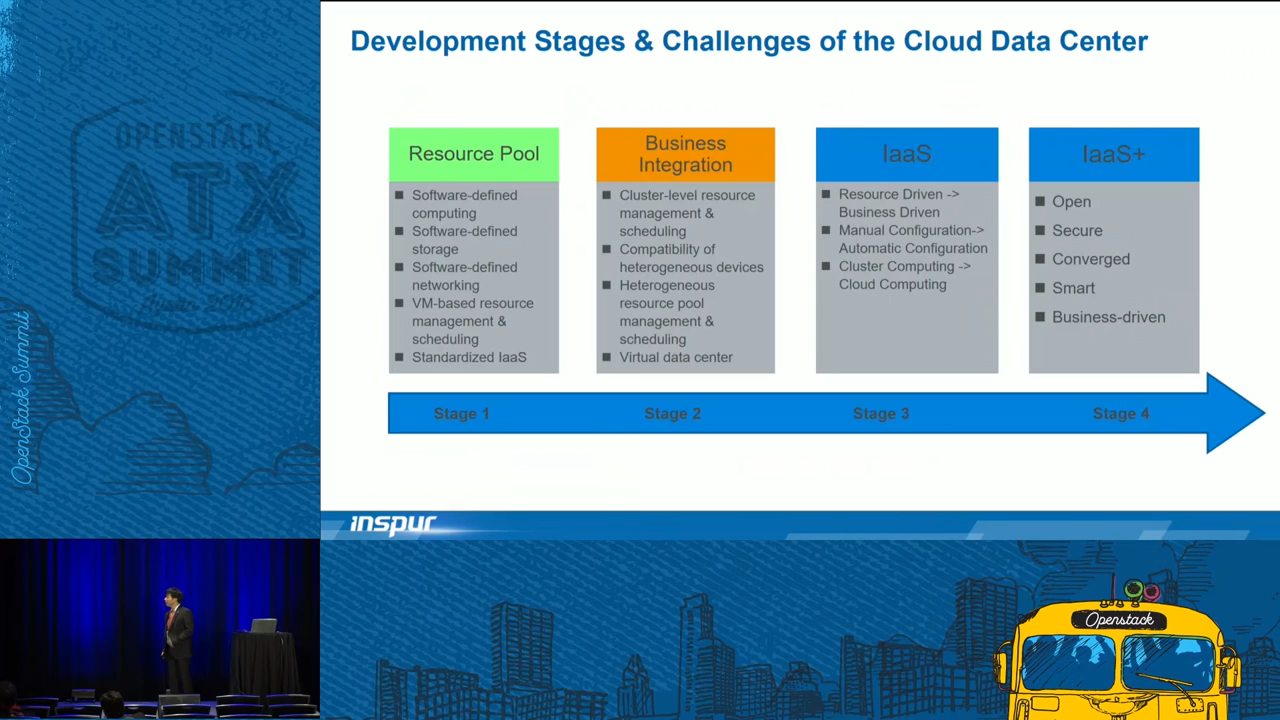 Development Stages & Challenges of the Cloud Data Center
OPENSTACK
ATX
SUMMIT
OpenStack Summit
Resource Pool
Software-defined
computing
Software-defined
storage
Software-defined
networking
VM-based resource
management &
scheduling
Standardized IaaS
Business
Integration
Cluster-level resource
management &
scheduling
Compatibility of
heterogeneous devices
Heterogeneous
resource pool
management &
scheduling
Virtual data center
IaaS
Resource Driven ->
Business Driven
Manual Configuration->
Automatic Configuration
Cluster Computing ->
Cloud Computing
IaaS+
Open
Secure
Converged
Smart
Business-driven
Stage 1
Stage 2
Stage 3
Stage 4
inspur
Openstack